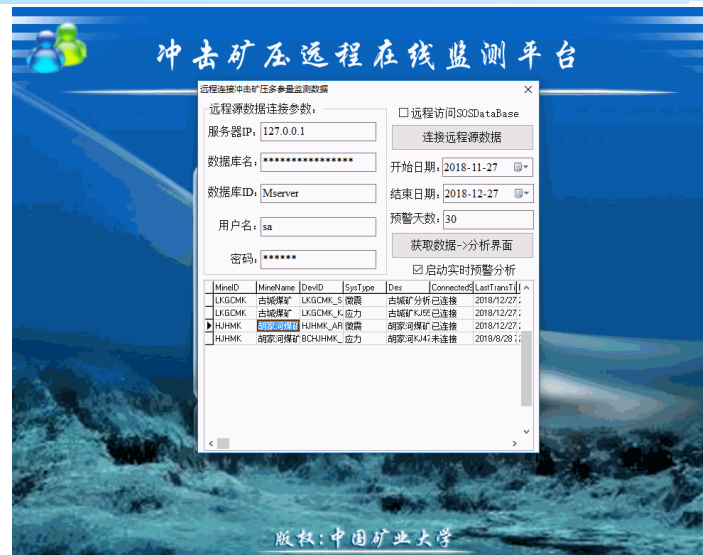 冲击矿压远程在线监测平台
远程连接冲击矿压多参量监测数据
远程源数据连接参数:
服务器IP: 127.0.0.1
数据库名: ****************
数据库ID: Mserver
用户名: sa
密码: ******
远程访问SOSDataBase
连接远程源数据
开始日期: 2018-11-27
结束日期: 2018-12-27
预警天数: 30
获取数据->分析界面
启动实时预警分析
MineID MineName DevID SysType Des ConnectedS LastTransTi
LKGCMK 古城煤矿 LKGCMK_S 微震 古城矿分析 已连接 2018/12/27
LKGCMK 古城煤矿 LKGCMK_K 应力 古城矿KJ55 已连接 2018/12/27
HJHMK 胡家河煤矿 HJHMK_AR 微震 胡家河煤矿 已连接 2018/12/27
HJHMK 胡家河煤矿 BCHJHMK_ 应力 胡家河KJ47 未连接 2018/8/28
版权:中国矿业大学